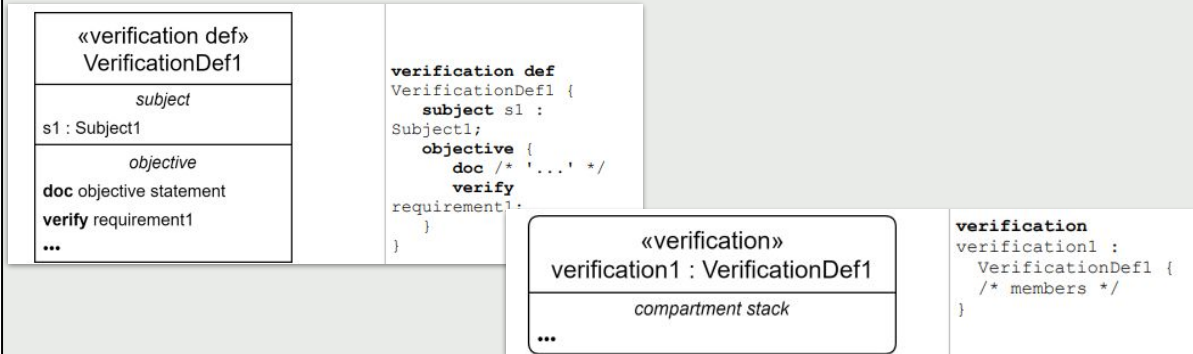 «verification def»
VerificationDef1
subject
s1 : Subject1
objective
doc objective statement
verify requirement1
•••
verification def
VerificationDef1 {
subject s1 :
Subject1;
objective {
doc /* '...' */
verify
requirement1;
}
}
«verification»
verification1 : VerificationDef1
compartment stack
•••
verification
verification1 :
VerificationDef1 {
/* members */
}